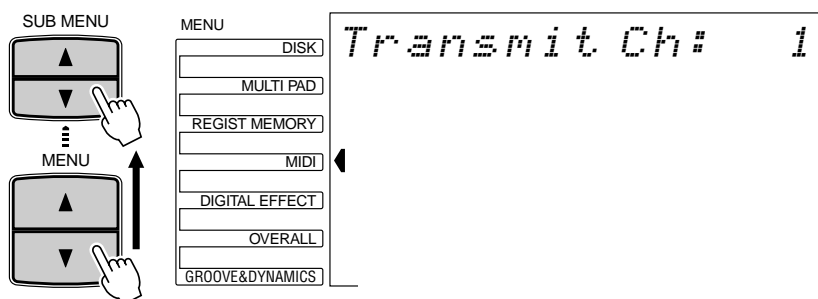 SUB MENU
MENU
MENU
DISK
MULTI PAD
REGIST MEMORY
MIDI
DIGITAL EFFECT
OVERALL
GROOVE&DYNAMICS
Transmit Ch: 1